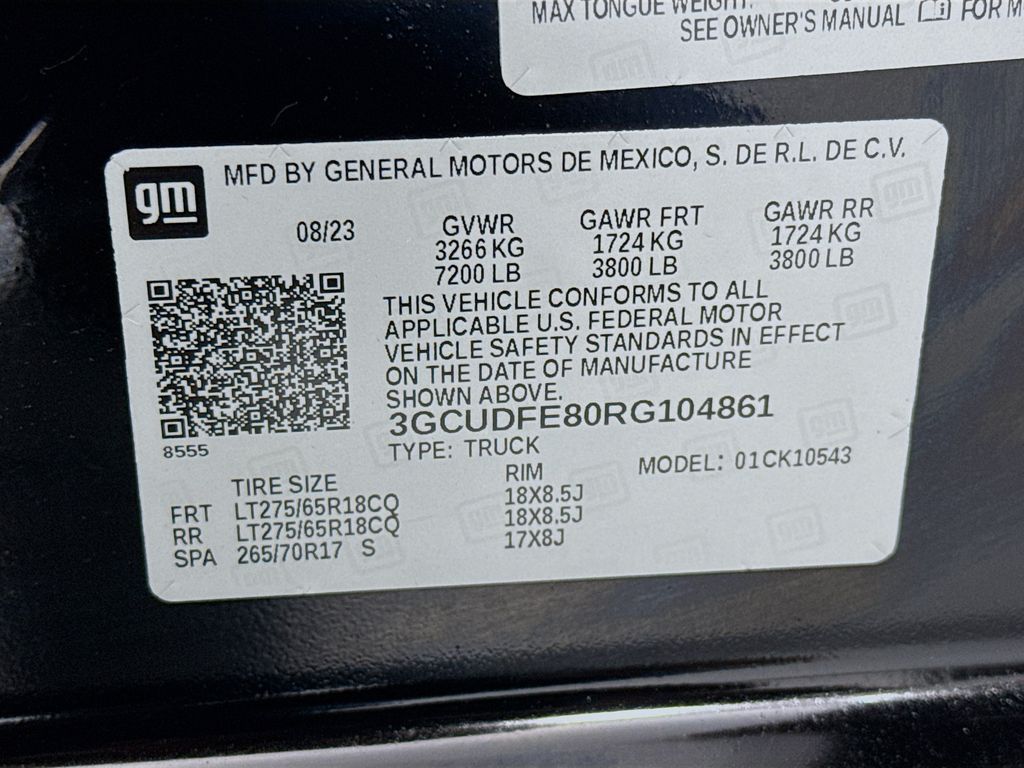 MAX TONGUE WEIGHT:
SEE OWNER'S MANUAL FOR M
gm
MFD BY GENERAL MOTORS DE MEXICO, S. DE R.L. DE C.V.
08/23 GVWR GAWR FRT GAWR RR
3266 KG 1724 KG 1724 KG
7200 LB 3800 LB 3800 LB
THIS VEHICLE CONFORMS TO ALL
APPLICABLE U.S. FEDERAL MOTOR
VEHICLE SAFETY STANDARDS IN EFFECT
ON THE DATE OF MANUFACTURE
SHOWN ABOVE.
3GCUDFE80RG104861
8555
TYPE: TRUCK MODEL: 01CK10543
TIRE SIZE RIM
FRT LT275/65R18CQ 18X8.5J
RR LT275/65R18CQ 18X8.5J
SPA 265/70R17 S 17X8J